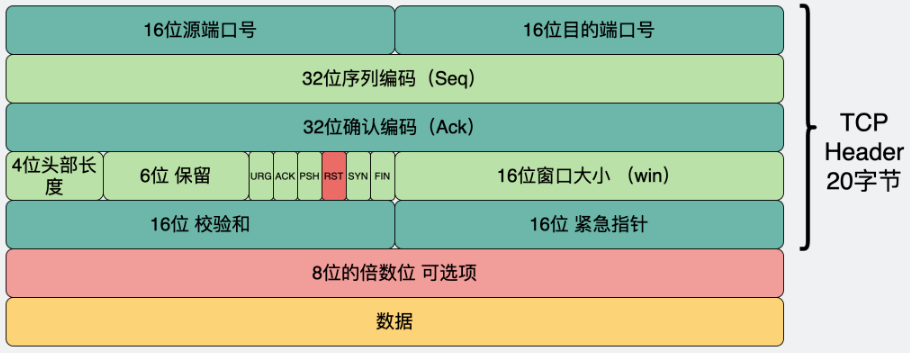 16位源端口号
16位目的端口号
32位序列编码（Seq）
32位确认编码（Ack）
4位头部长
度
6位 保留
URG
ACK
PSH
RST
SYN
FIN
16位窗口大小 （win）
16位 校验和
16位 紧急指针
8位的倍数位 可选项
数据
TCP
Header
20字节